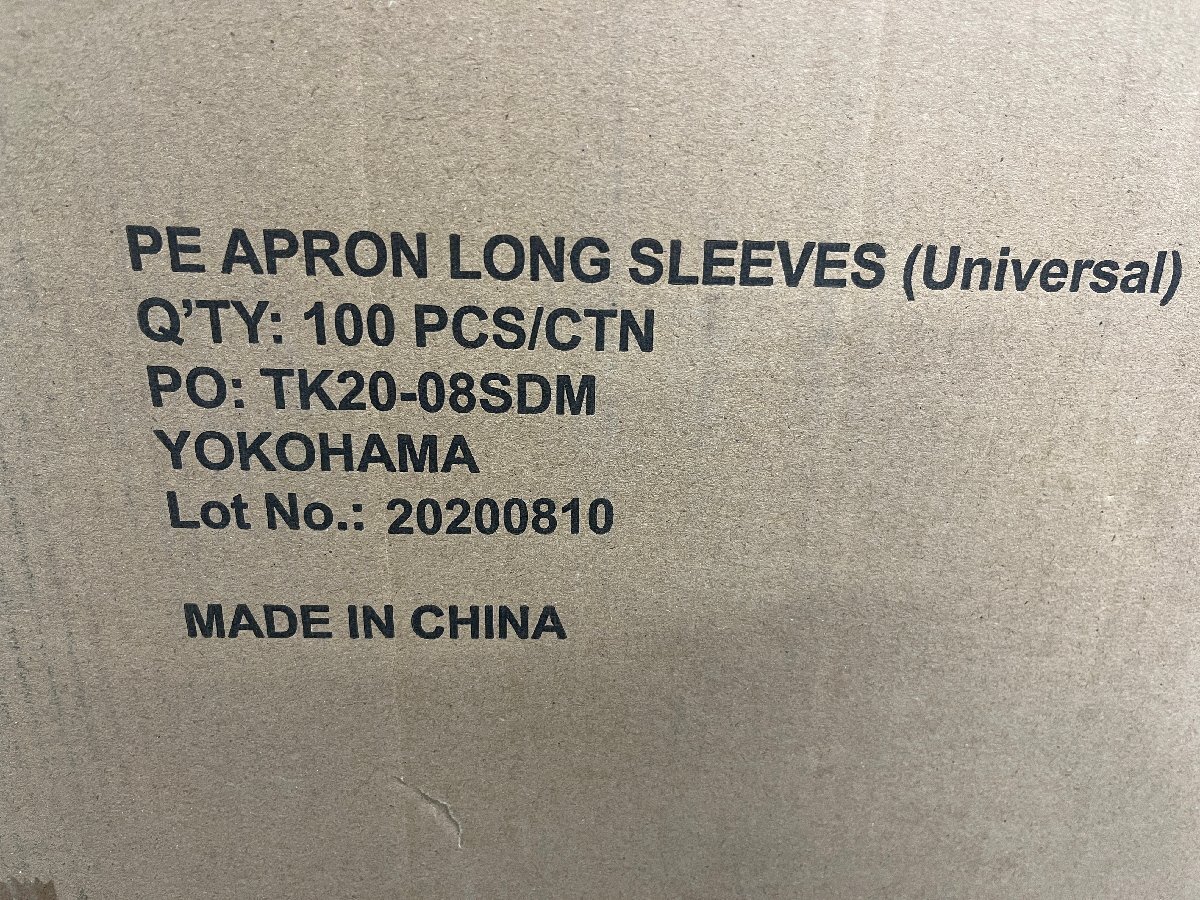 PE APRON LONG SLEEVES (Universal)
Q'TY: 100 PCS/CTN
PO: TK20-08SDM
YOKOHAMA
Lot No.: 20200810
MADE IN CHINA